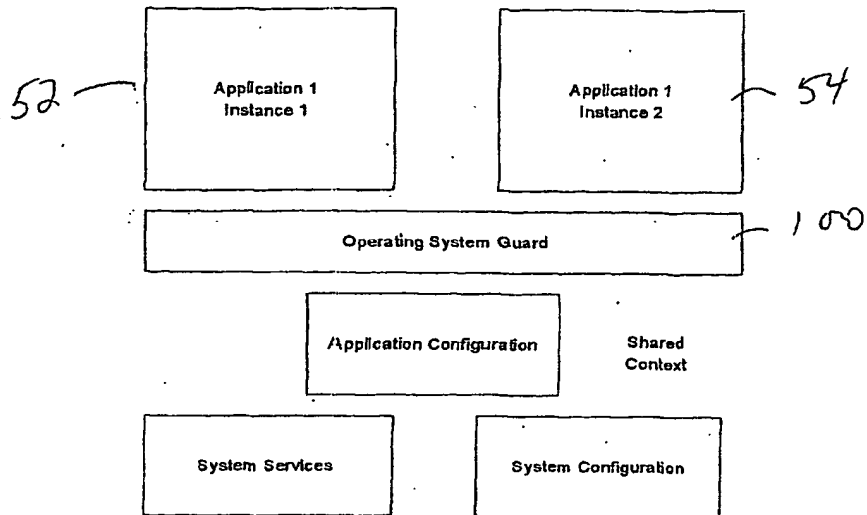 52
Application 1
Instance 1
Application 1
Instance 2
54
Operating System Guard
100
Application Configuration
Shared
Context
System Services
System Configuration